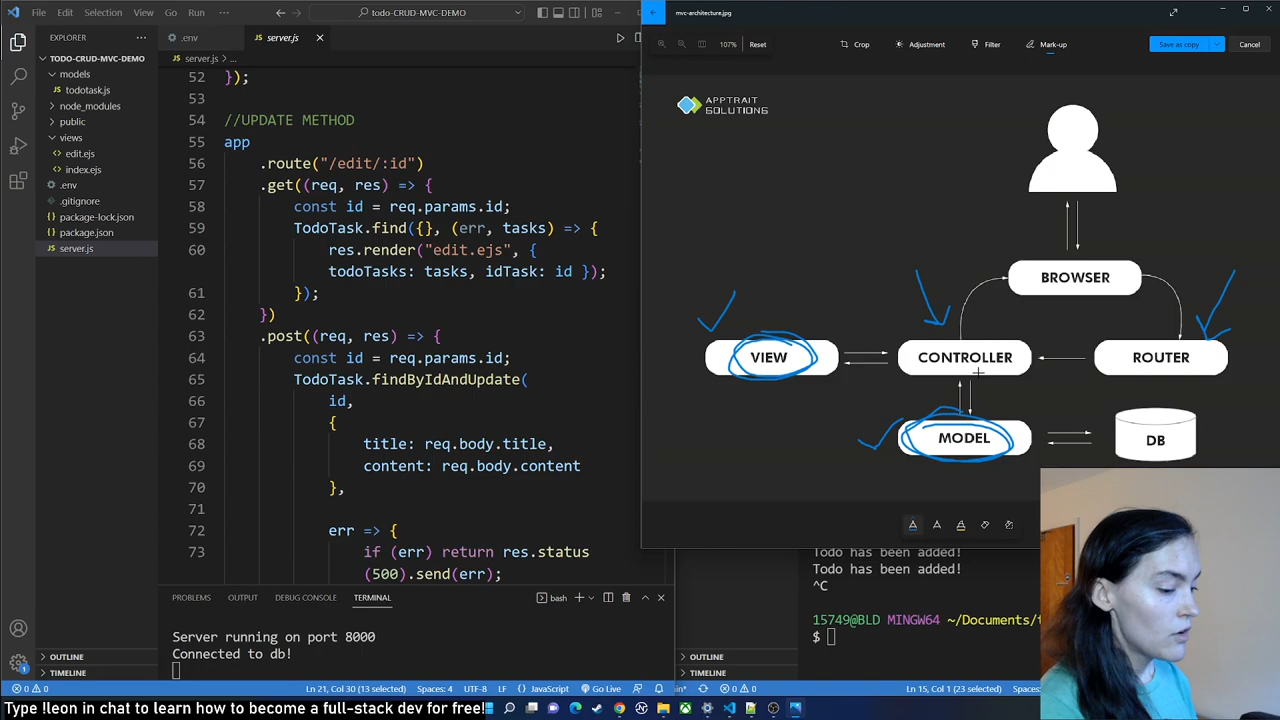 File Edit Selection View Go Run ···
todo-CRUD-MVC-DEMO
EXPLORER ···
TODO-CRUD-MVC-DEMO
models
todotask.js
node_modules
public
views
edit.ejs
index.ejs
.env
.gitignore
package-lock.json
package.json
server.js
OUTLINE
TIMELINE
.env server.js
server.js > ...
52 });
53
54 //UPDATE METHOD
55 app
56 .route("/edit/:id")
57 .get((req, res) => {
58 const id = req.params.id;
59 TodoTask.find({}, (err, tasks) => {
60 res.render("edit.ejs", {
todoTasks: tasks, idTask: id });
61 });
62 })
63 .post((req, res) => {
64 const id = req.params.id;
65 TodoTask.findByIdAndUpdate(
66 id,
67 {
68 title: req.body.title,
69 content: req.body.content
70 },
71
72 err => {
73 if (err) return res.status
(500).send(err);
PROBLEMS OUTPUT DEBUG CONSOLE TERMINAL
bash
Server running on port 8000
Connected to db!
0 0 Ln 21, Col 30 (13 selected) Spaces: 4 UTF-8 LF {} JavaScript Go Live
mvc-architecture.jpg
107% Reset Crop Adjustment Filter Mark-up Save as copy Cancel
APPTRAIT
SOLUTIONS
BROWSER
VIEW CONTROLLER ROUTER
MODEL DB
Todo has been added!
Todo has been added!
^C
15749@BLD MINGW64 ~/Documents/
$
OUTLINE
TIMELINE
0 0 Ln 15, Col 1 (23 selected) Spaces:
Type !leon in chat to learn how to become a full-stack dev for free!